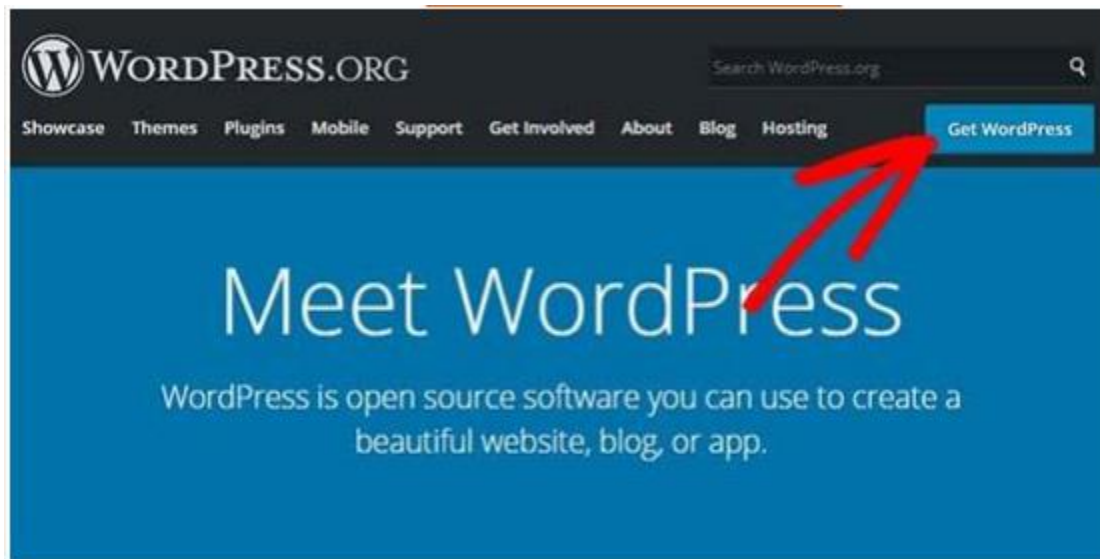 WORDPRESS.ORG
Search WordPress.org
Showcase Themes Plugins Mobile Support Get Involved About Blog Hosting Get WordPress
Meet WordPress
WordPress is open source software you can use to create a
beautiful website, blog, or app.